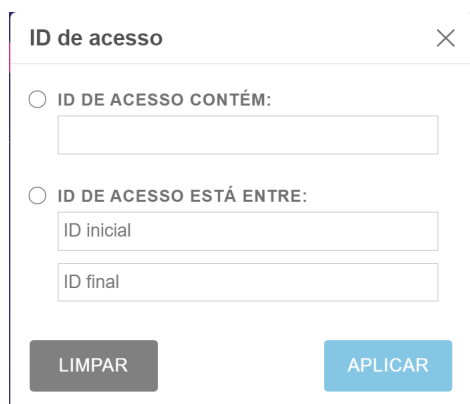 ID de acesso
ID DE ACESSO CONTÉM:
ID DE ACESSO ESTÁ ENTRE:
ID inicial
ID final
LIMPAR
APLICAR